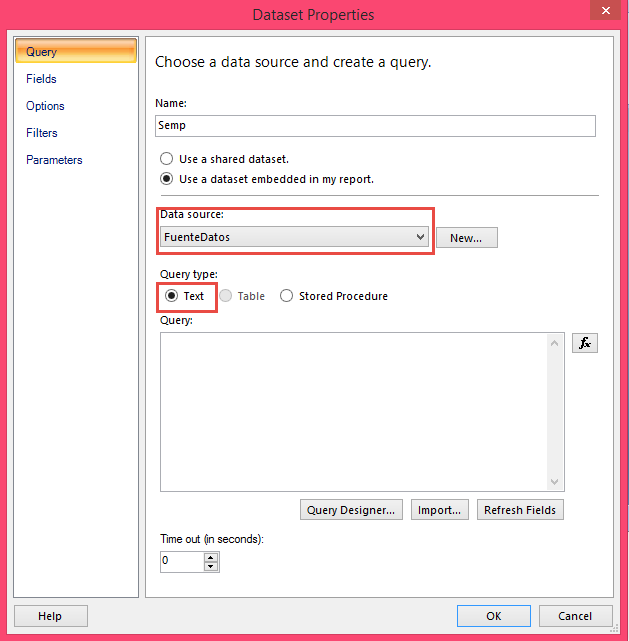 Dataset Properties
Query
Fields
Options
Filters
Parameters
Choose a data source and create a query.
Name:
Semp
Use a shared dataset.
Use a dataset embedded in my report.
Data source:
FuenteDatos
New...
Query type:
Text Table Stored Procedure
Query:
fx
Query Designer... Import... Refresh Fields
Time out (in seconds):
0
Help OK Cancel